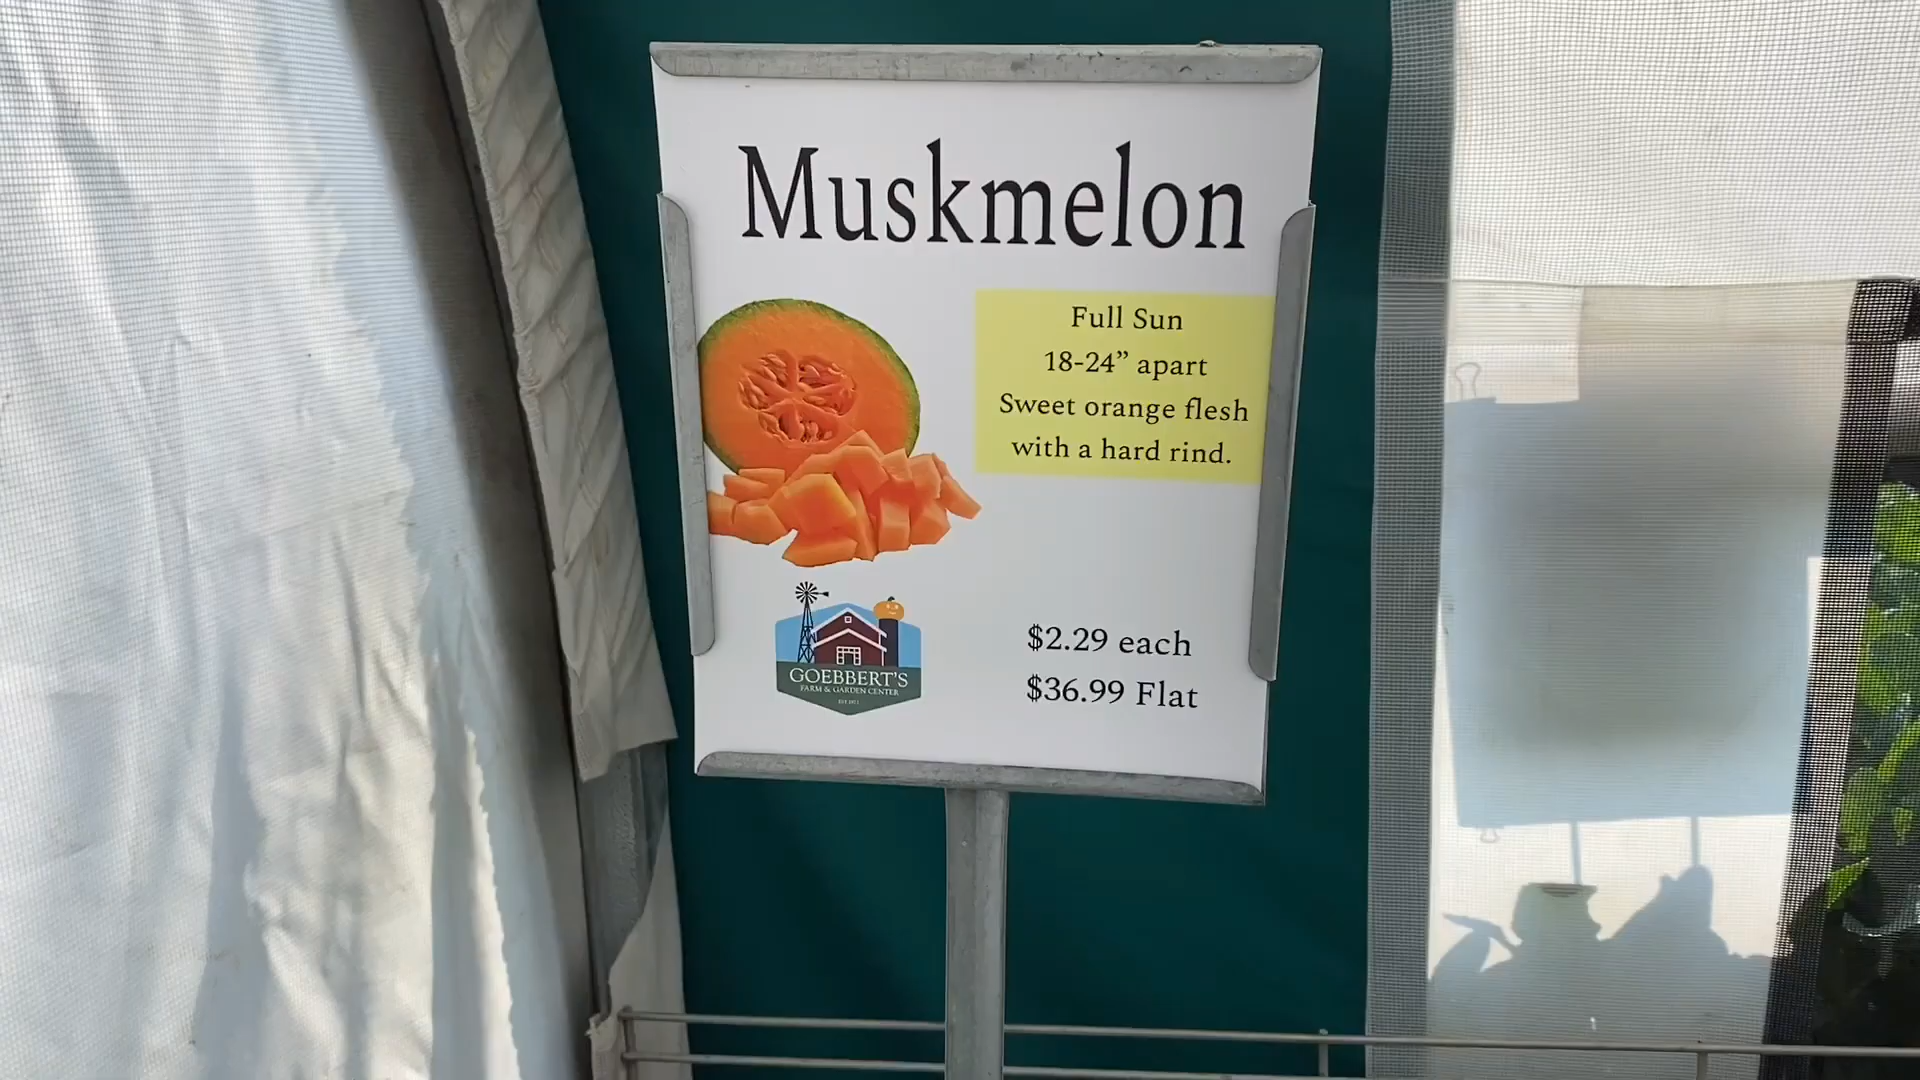 Muskmelon
Full Sun
18-24” apart
Sweet orange flesh
with a hard rind.
$2.29 each
$36.99 Flat
GOEBBERT'S
FARM & GARDEN CENTER